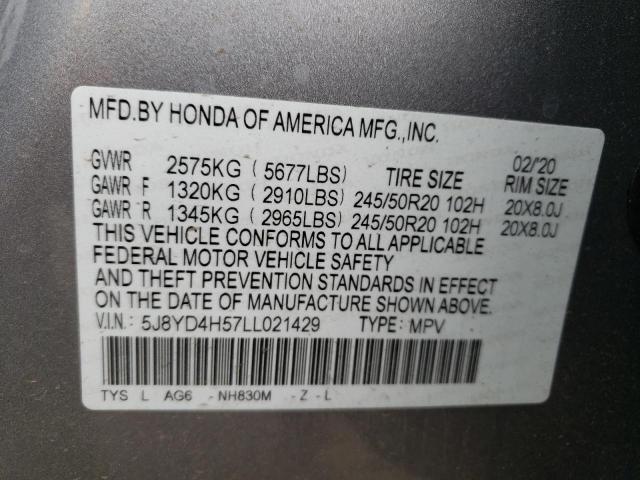 MFD.BY HONDA OF AMERICA MFG.,INC.
02/'20
GVWR 2575KG ( 5677LBS) TIRE SIZE RIM SIZE
GAWR F 1320KG ( 2910LBS) 245/50R20 102H 20X8.0J
GAWR R 1345KG ( 2965LBS) 245/50R20 102H 20X8.0J
THIS VEHICLE CONFORMS TO ALL APPLICABLE
FEDERAL MOTOR VEHICLE SAFETY
AND THEFT PREVENTION STANDARDS IN EFFECT
ON THE DATE OF MANUFACTURE SHOWN ABOVE.
V.I.N.: 5J8YD4H57LL021429 TYPE: MPV
TYS L AG6 -NH830M -Z -L